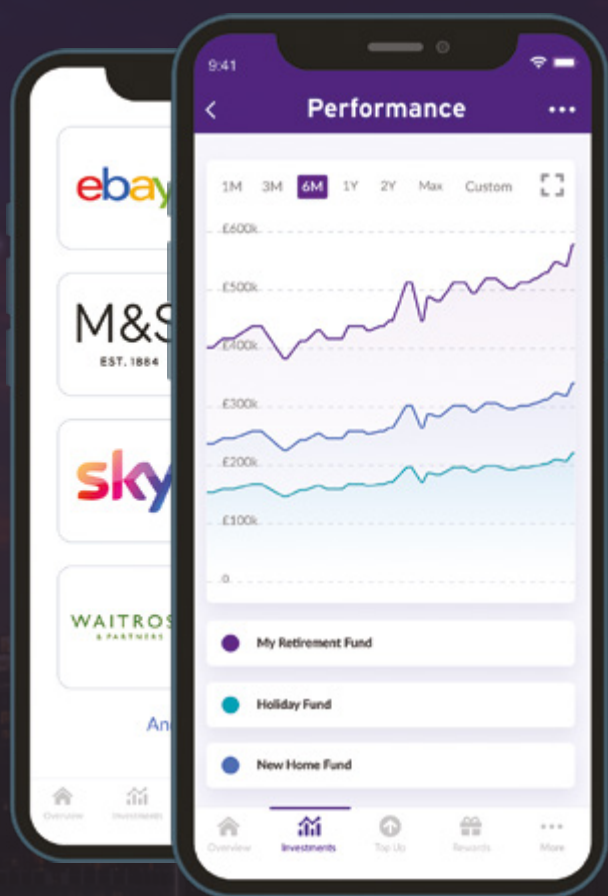 ebay
M&S
EST. 1884
sky
WAITROS
& PARTNERS
An
Overview Investments
9:41
Performance
1M 3M 6M 1Y 2Y Max Custom
£600k
£500k
£400k
£300k
£200k
£100k
0
My Retirement Fund
Holiday Fund
New Home Fund
Overview Investments Top Up Rewards More